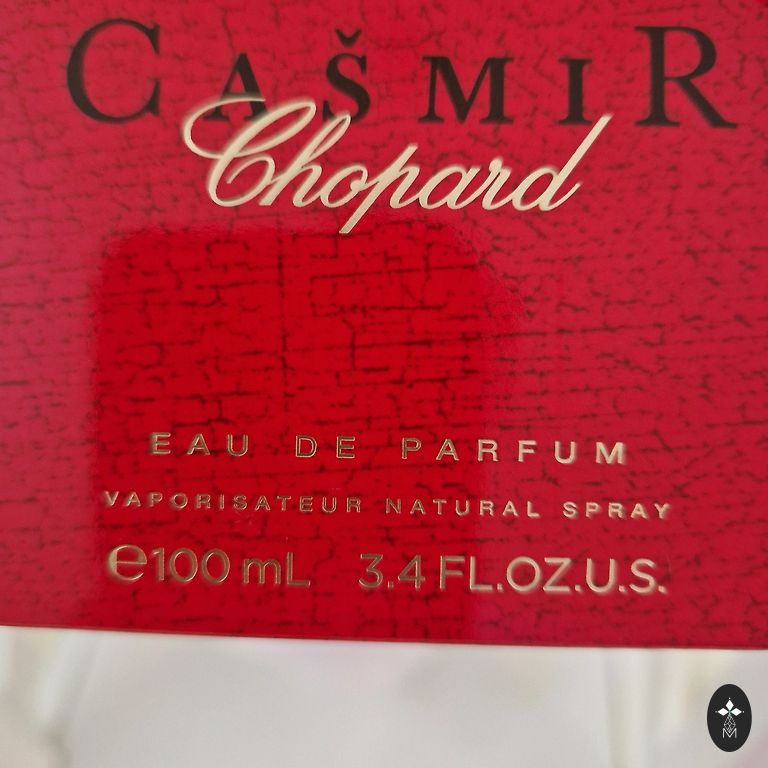 CAŠMIR
Chopard
EAU DE PARFUM
VAPORISATEUR NATURAL SPRAY
℮100 mL 3.4 FL.OZ.U.S.
M